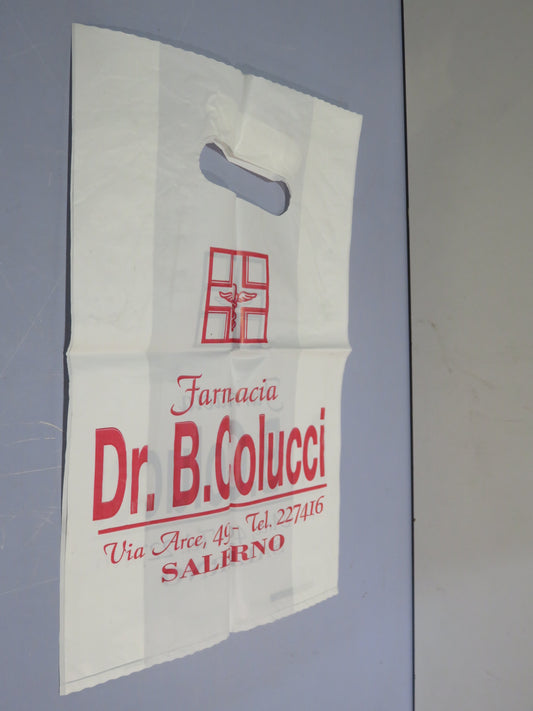 Farmacia
Dr. B.Colucci
Via Arce, 49- Tel. 227416
SALERNO